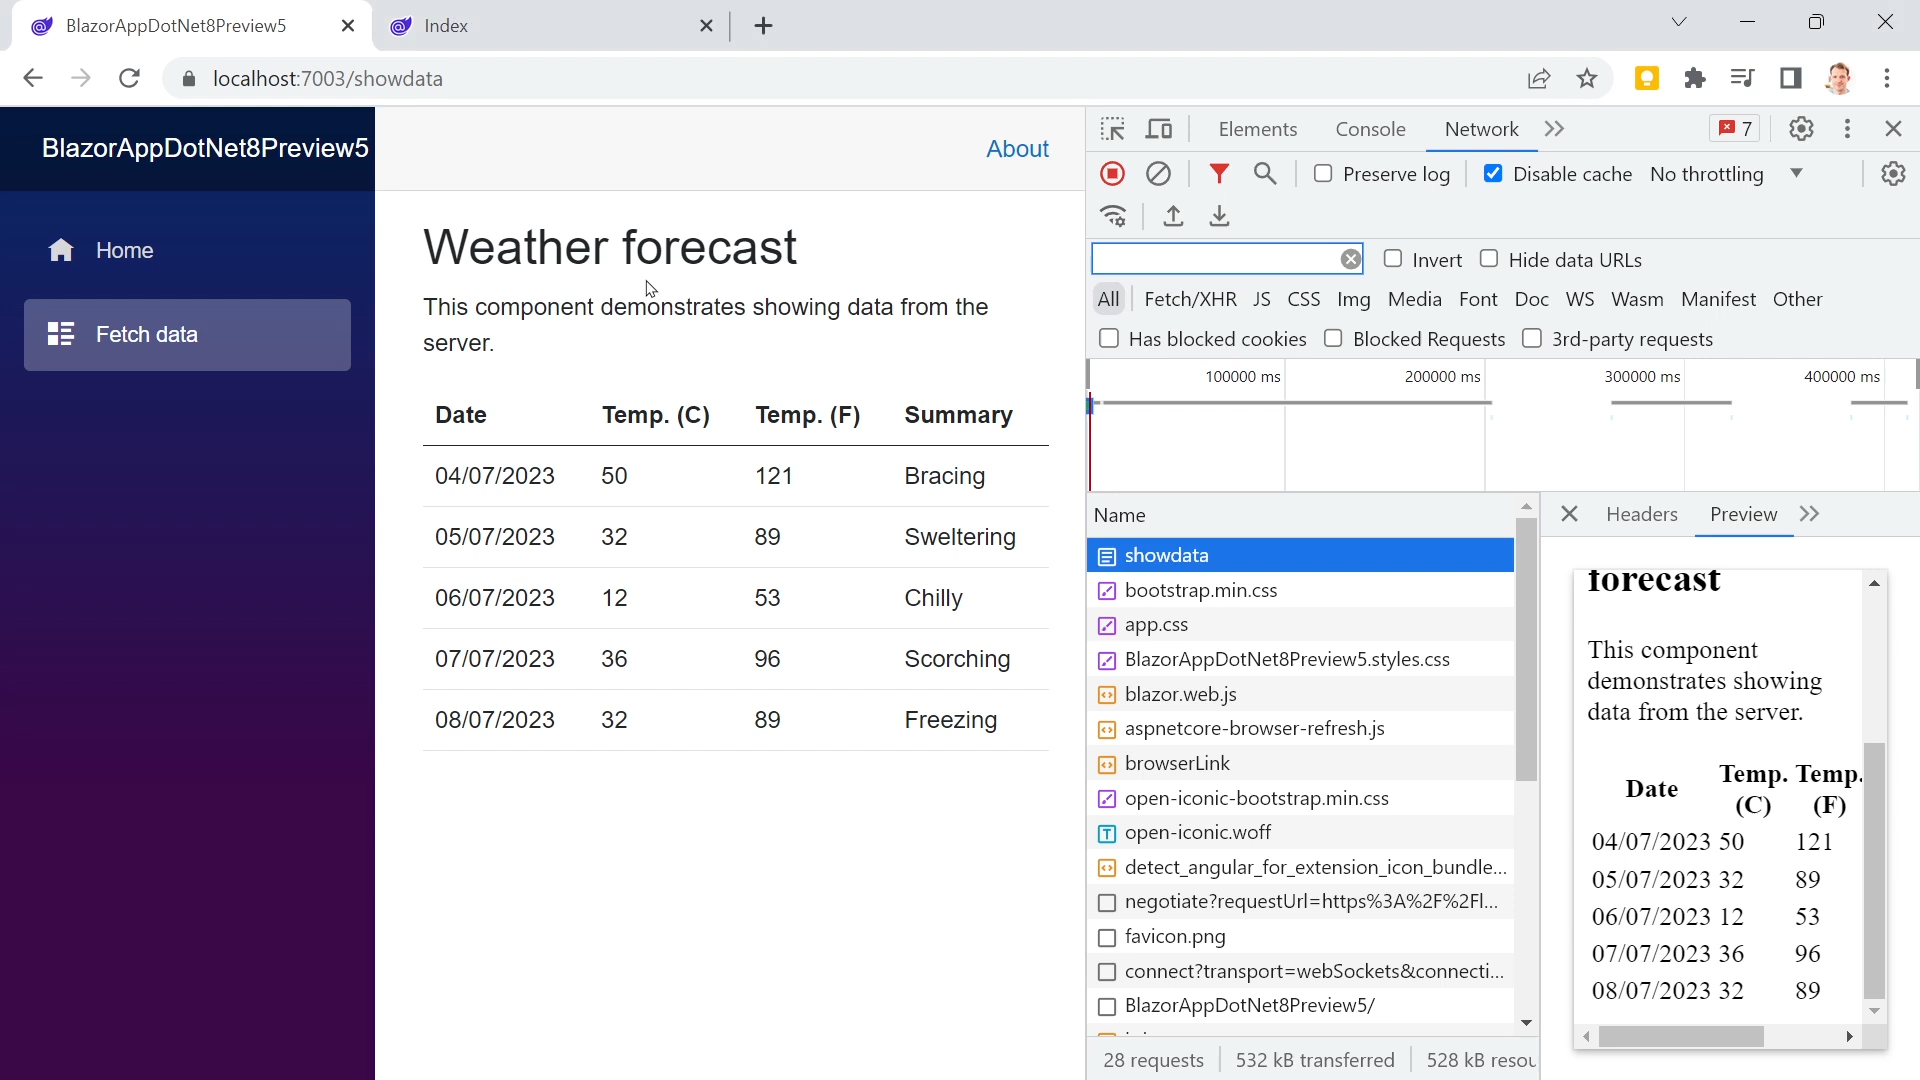 BlazorAppDotNet8Preview5
Index
localhost:7003/showdata
BlazorAppDotNet8Preview5
Home
Fetch data
About
Weather forecast
This component demonstrates showing data from the
server.
Date Temp. (C) Temp. (F) Summary
04/07/2023 50 121 Bracing
05/07/2023 32 89 Sweltering
06/07/2023 12 53 Chilly
07/07/2023 36 96 Scorching
08/07/2023 32 89 Freezing
Elements Console Network 7
Preserve log Disable cache No throttling
Invert Hide data URLs
All Fetch/XHR JS CSS Img Media Font Doc WS Wasm Manifest Other
Has blocked cookies Blocked Requests 3rd-party requests
100000 ms 200000 ms 300000 ms 400000 ms
Name
showdata
bootstrap.min.css
app.css
BlazorAppDotNet8Preview5.styles.css
blazor.web.js
aspnetcore-browser-refresh.js
browserLink
open-iconic-bootstrap.min.css
open-iconic.woff
detect_angular_for_extension_icon_bundle...
negotiate?requestUrl=https%3A%2F%2Fl...
favicon.png
connect?transport=webSockets&connecti...
BlazorAppDotNet8Preview5/
28 requests 532 kB transferred 528 kB resou
Headers Preview
forecast
This component
demonstrates showing
data from the server.
Date Temp. (C) Temp. (F)
04/07/2023 50 121
05/07/2023 32 89
06/07/2023 12 53
07/07/2023 36 96
08/07/2023 32 89